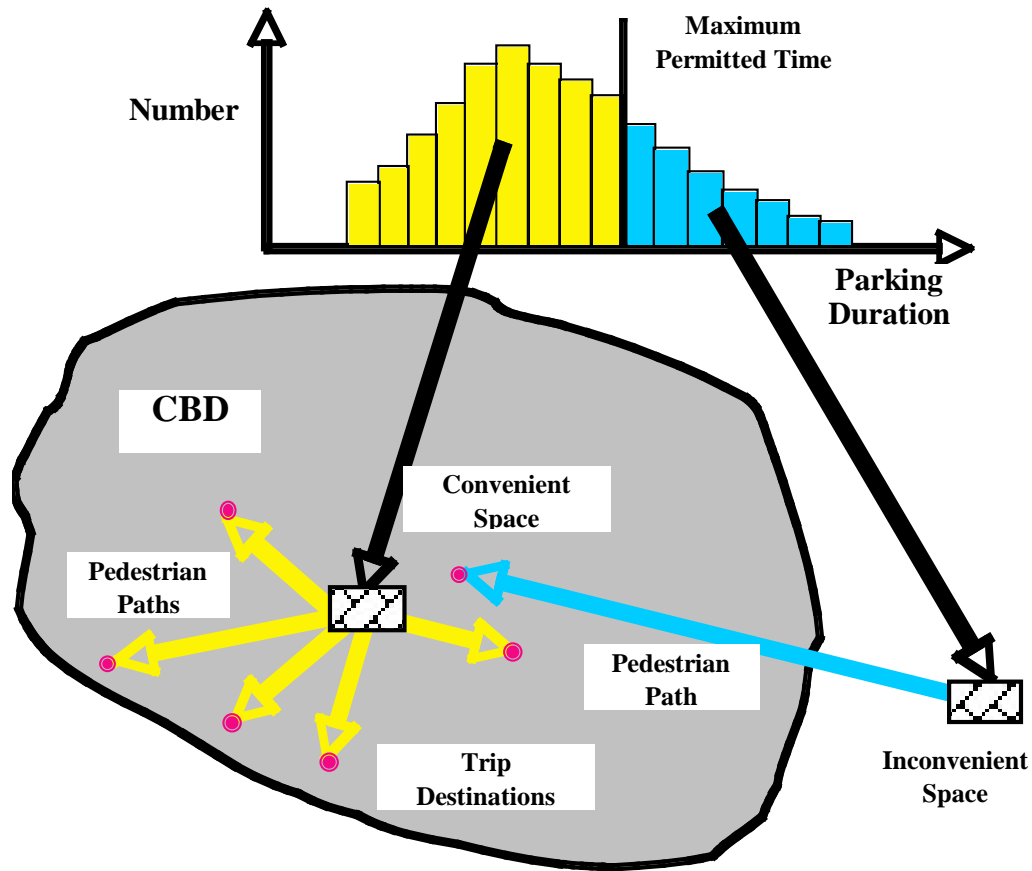 Maximum
Permitted Time
Number
Parking
Duration
CBD
Convenient
Space
Pedestrian
Paths
Pedestrian
Path
Trip
Destinations
Inconvenient
Space